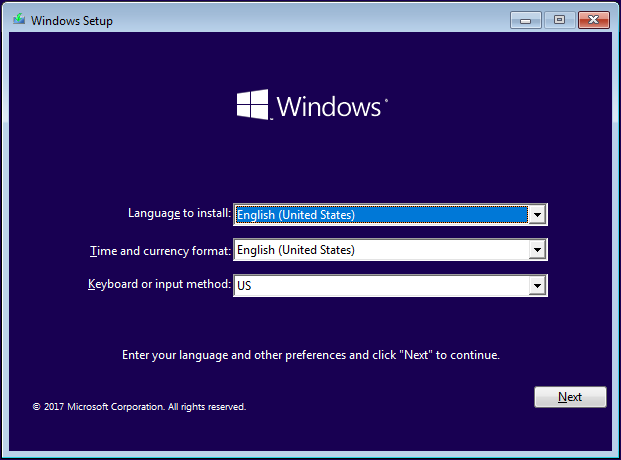 Windows Setup
Windows
Language to install: English (United States)
Time and currency format: English (United States)
Keyboard or input method: US
Enter your language and other preferences and click "Next" to continue.
Next
© 2017 Microsoft Corporation. All rights reserved.